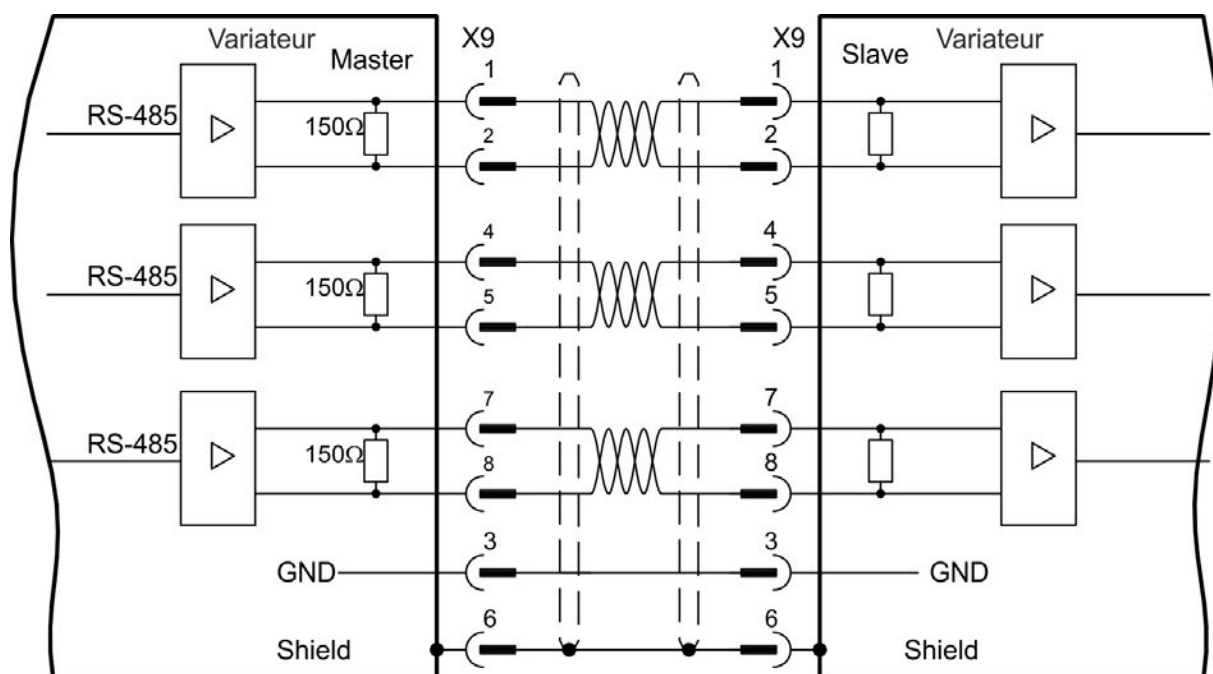 Variateur
Master
X9
X9
Slave
Variateur
1
1
RS-485
150Ω
2
2
4
4
RS-485
150Ω
5
5
7
7
RS-485
150Ω
8
8
3
3
GND
GND
6
6
Shield
Shield